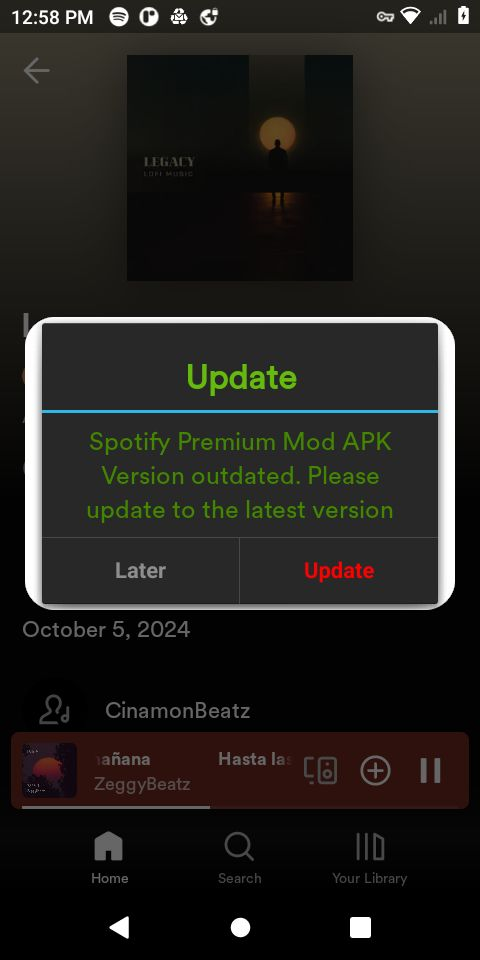 12:58 PM
LEGACY
LOFI MUSIC
Update
Spotify Premium Mod APK
Version outdated. Please
update to the latest version
Later
Update
October 5, 2024
CinamonBeatz
añana Hasta las
ZeggyBeatz
Home
Search
Your Library